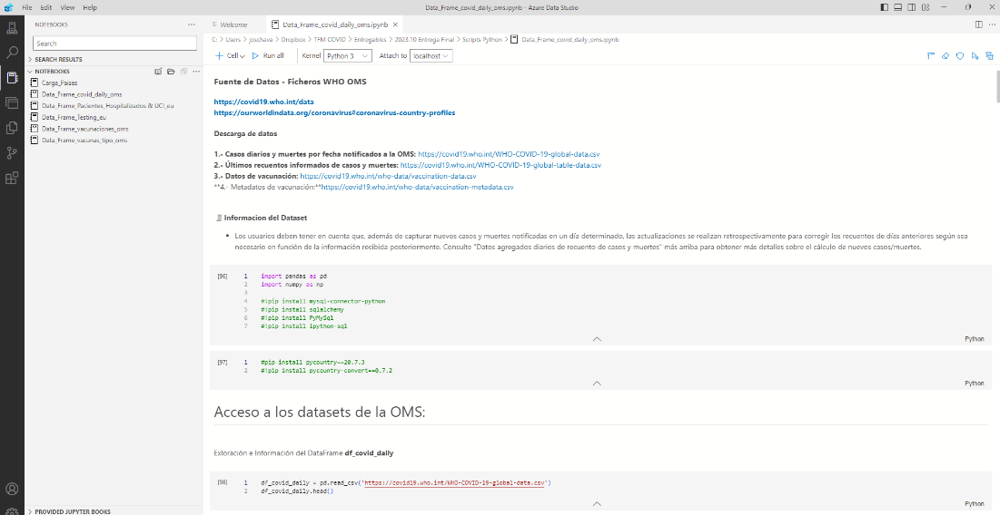 File Edit View Help
Data_Frame_covid_daily_oms.ipynb - Azure Data Studio
NOTEBOOKS
Search
SEARCH RESULTS
NOTEBOOKS
Carga_Paises
Data_Frame_covid_daily_oms
Data_Frame_Pacientes_Hospitalizados & UCI_eu
Data_Frame_Testing_eu
Data_Frame_vacunaciones_oms
Data_Frame_vacunas_tipo_oms
PROVIDED JUPYTER BOOKS
Welcome
Data_Frame_covid_daily_oms.ipynb
C: > Users > joschava > Dropbox > TFM COVID > Entregables > 2023,10 Entrega Final > Scripts Python > Data_Frame_covid_daily_oms.ipynb
Cell Run all Kernel Python 3 Attach to localhost
Fuente de Datos - Ficheros WHO OMS
https://covid19.who.int/data
https://ourworldindata.org/coronavirus#coronavirus-country-profiles
Descarga de datos
1.- Casos diarios y muertes por fecha notificados a la OMS: https://covid19.who.int/WHO-COVID-19-global-data.csv
2.- Últimos recuentos informados de casos y muertes: https://covid19.who.int/WHO-COVID-19-global-table-data.csv
3.- Datos de vacunación: https://covid19.who.int/who-data/vaccination-data.csv
**4.- Metadatos de vacunación:**https://covid19.who.int/who-data/vaccination-metadata.csv
Informacion del Dataset
• Los usuarios deben tener en cuenta que, además de capturar nuevos casos y muertes notificadas en un día determinado, las actualizaciones se realizan retrospectivamente para corregir los recuentos de días anteriores según sea
necesario en función de la información recibida posteriormente. Consulte "Datos agregados diarios de recuento de casos y muertes" más arriba para obtener más detalles sobre el cálculo de nuevos casos/muertes.
[96] 1 import pandas as pd
2 import numpy as np
3
4 #!pip install mysql-connector-python
5 #!pip install sqlalchemy
6 #!pip install PyMySql
7 #!pip install ipython-sql
Python
[97] 1 #pip install pycountry==20.7.3
2 #!pip install pycountry-convert==0.7.2
Python
Acceso a los datasets de la OMS:
Exloración e Información del DataFrame df_covid_daily
[98] 1 df_covid_daily = pd.read_csv('https://covid19.who.int/WHO-COVID-19-global-data.csv')
2 df_covid_daily.head()
Python